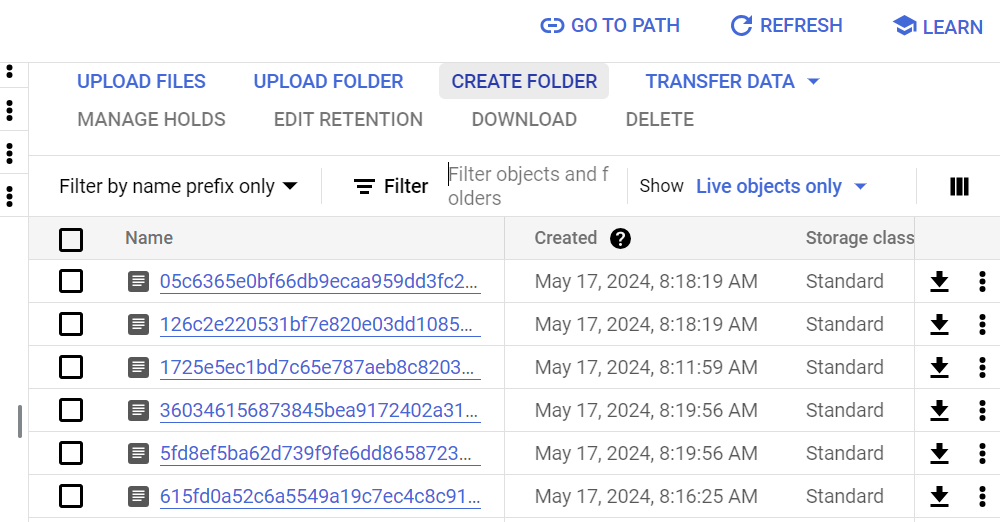 GO TO PATH REFRESH LEARN
UPLOAD FILES UPLOAD FOLDER CREATE FOLDER TRANSFER DATA
MANAGE HOLDS EDIT RETENTION DOWNLOAD DELETE
Filter by name prefix only Filter Filter objects and f
olders Show Live objects only
Name Created ? Storage class
05c6365e0bf66db9ecaa959dd3fc2... May 17, 2024, 8:18:19 AM Standard
126c2e220531bf7e820e03dd1085... May 17, 2024, 8:18:19 AM Standard
1725e5ec1bd7c65e787aeb8c8203... May 17, 2024, 8:11:59 AM Standard
360346156873845bea9172402a31... May 17, 2024, 8:19:56 AM Standard
5fd8ef5ba62d739f9fe6dd8658723... May 17, 2024, 8:19:56 AM Standard
615fd0a52c6a5549a19c7ec4c8c91... May 17, 2024, 8:16:25 AM Standard